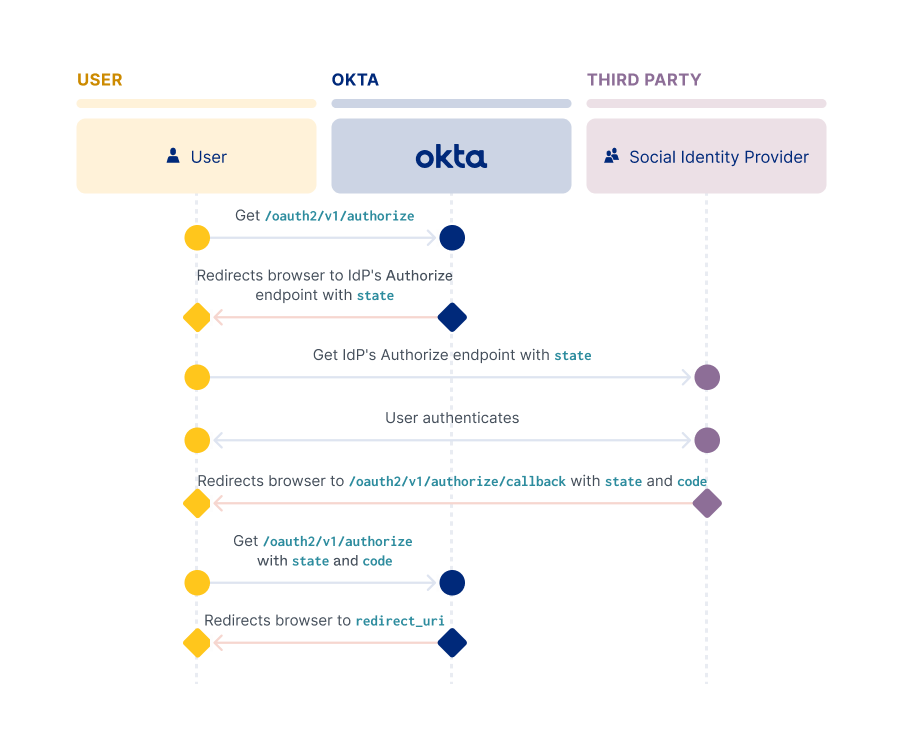 USER
OKTA
THIRD PARTY
User
okta
Social Identity Provider
Get /oauth2/v1/authorize
Redirects browser to IdP's Authorize
endpoint with state
Get IdP's Authorize endpoint with state
User authenticates
Redirects browser to /oauth2/v1/authorize/callback with state and code
Get /oauth2/v1/authorize
with state and code
Redirects browser to redirect_uri